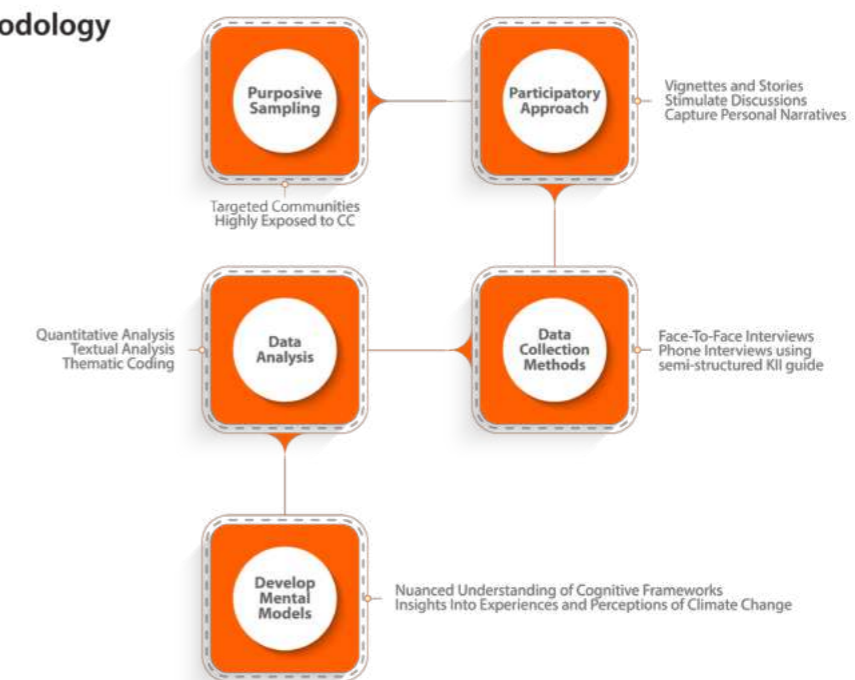 odology
Purposive
Sampling
Targeted Communities
Highly Exposed to CC
Participatory
Approach
Vignettes and Stories
Stimulate Discussions
Capture Personal Narratives
Data
Collection
Methods
Face-To-Face Interviews
Phone Interviews using
semi-structured KII guide
Data
Analysis
Quantitative Analysis
Textual Analysis
Thematic Coding
Develop
Mental
Models
Nuanced Understanding of Cognitive Frameworks
Insights Into Experiences and Perceptions of Climate Change